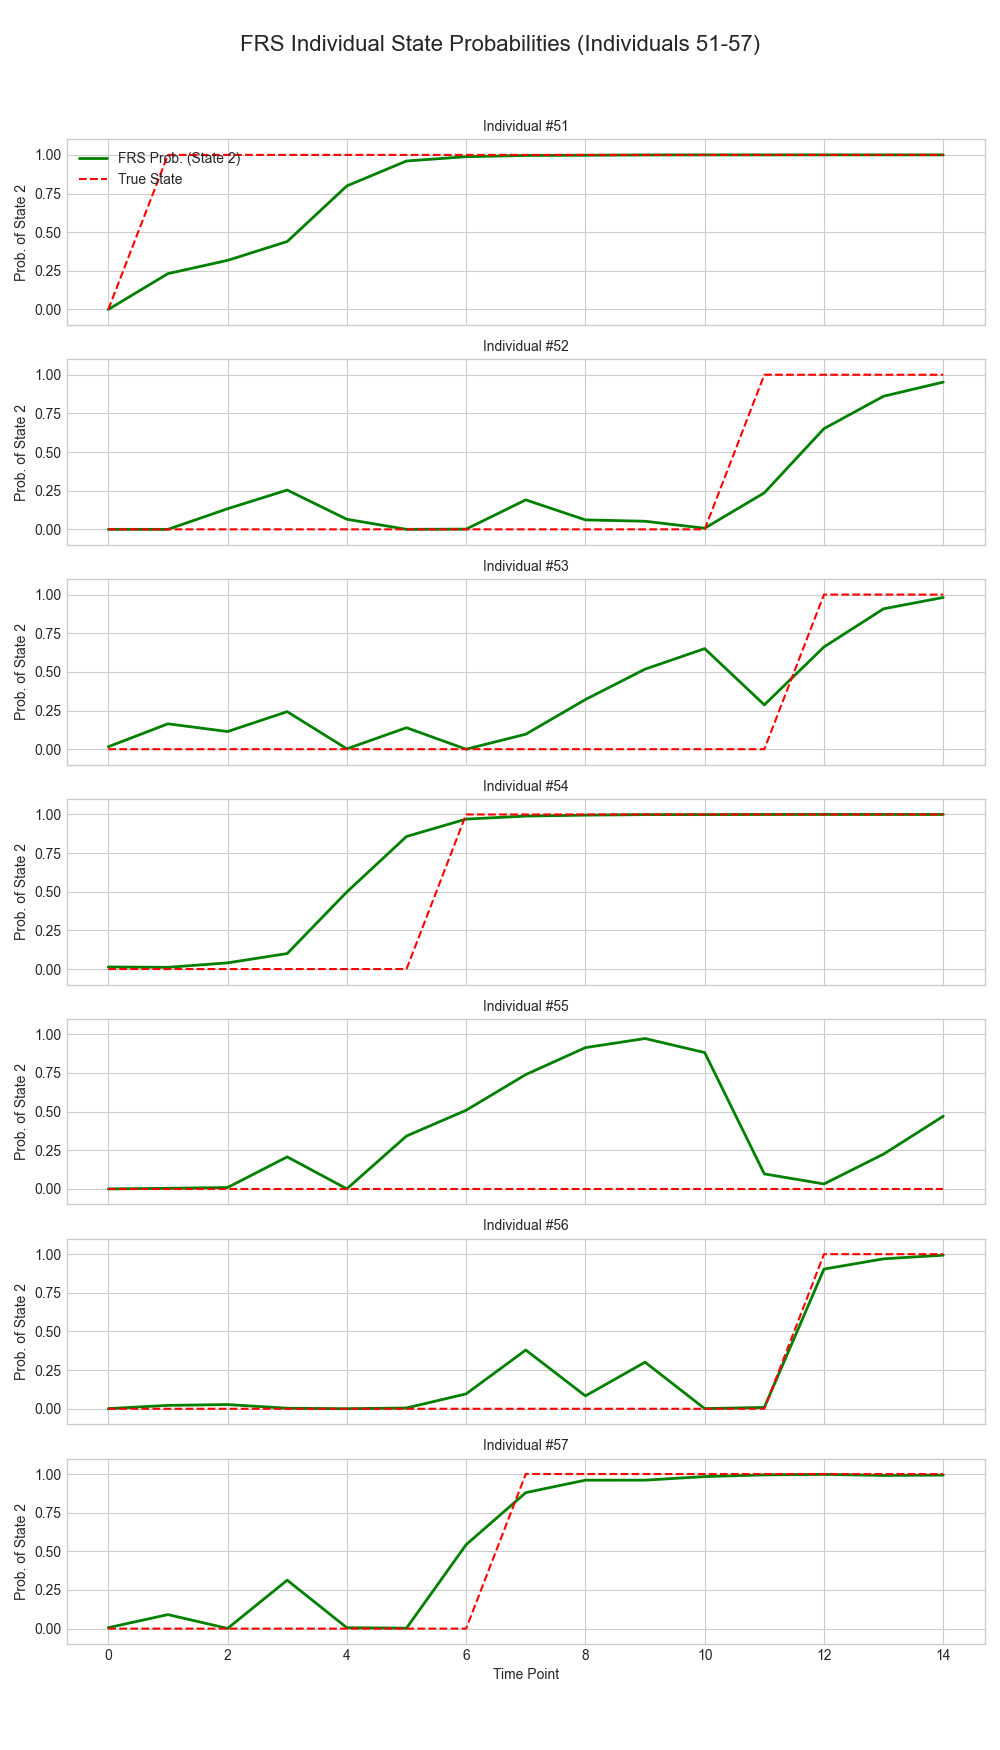 FRS Individual State Probabilities (Individuals 51-57)
Individual #51
FRS Prob. (State 2)
True State
Prob. of State 2
1.00
0.75
0.50
0.25
0.00
Individual #52
Prob. of State 2
1.00
0.75
0.50
0.25
0.00
Individual #53
Prob. of State 2
1.00
0.75
0.50
0.25
0.00
Individual #54
Prob. of State 2
1.00
0.75
0.50
0.25
0.00
Individual #55
Prob. of State 2
1.00
0.75
0.50
0.25
0.00
Individual #56
Prob. of State 2
1.00
0.75
0.50
0.25
0.00
Individual #57
Prob. of State 2
1.00
0.75
0.50
0.25
0.00
0 2 4 6 8 10 12 14
Time Point